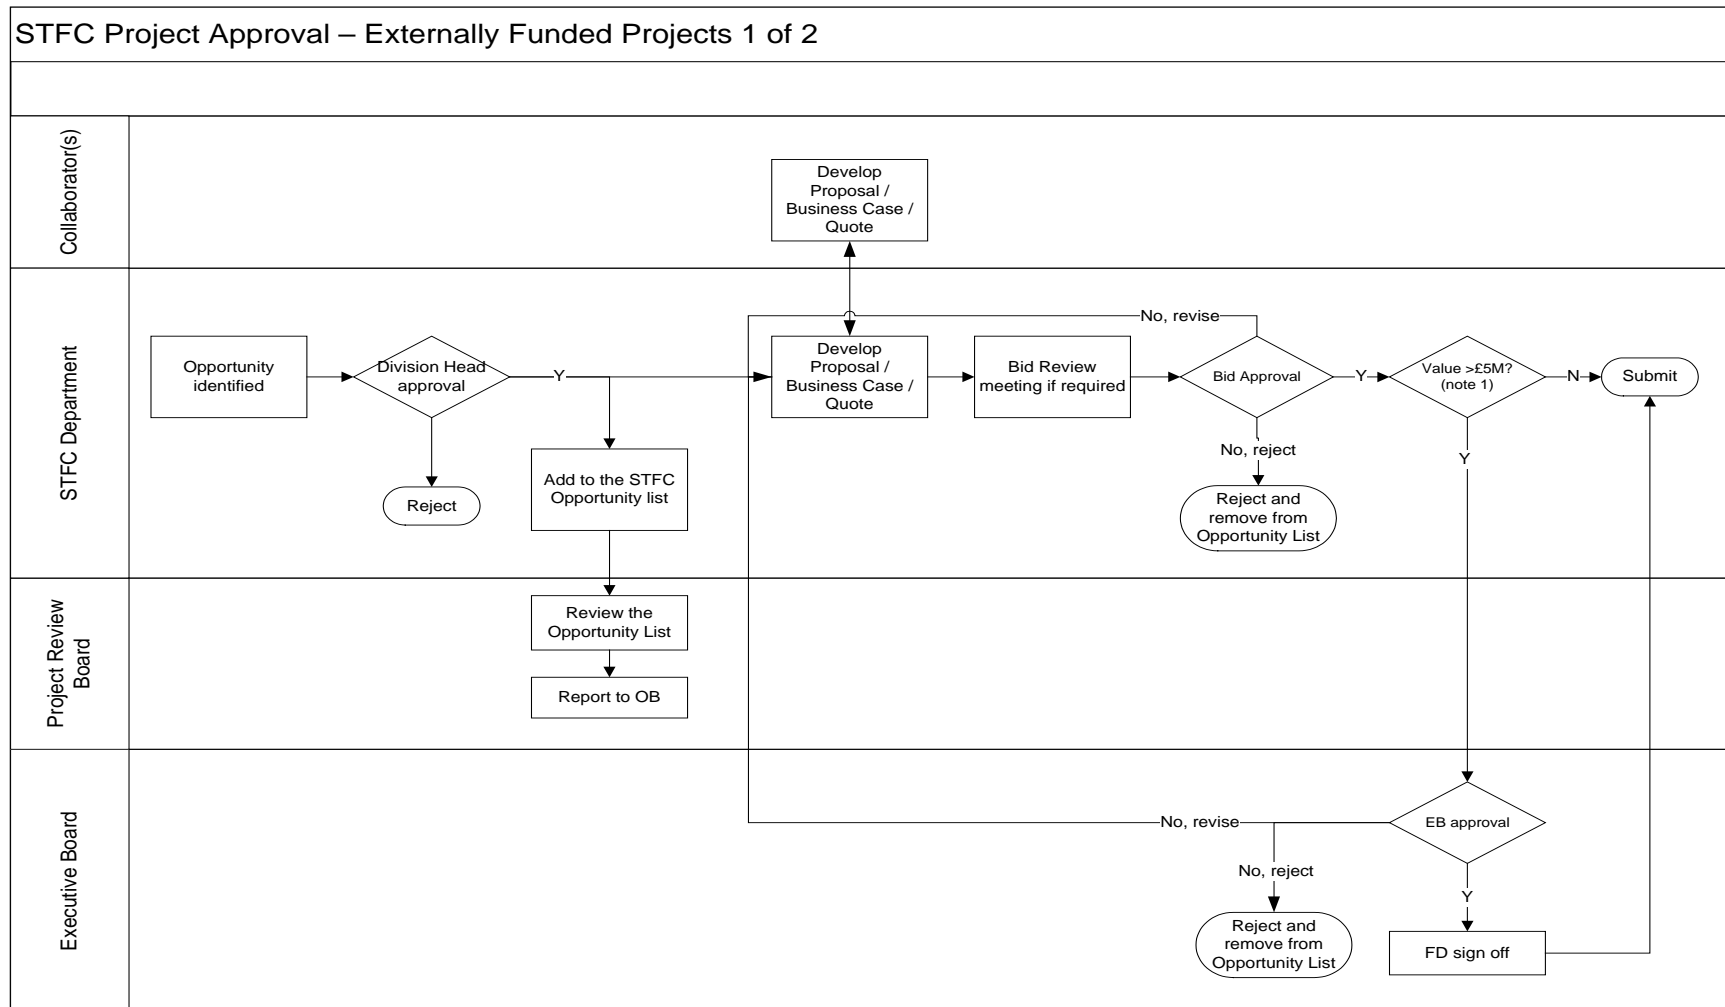 STFC Project Approval – Externally Funded Projects 1 of 2
Collaborator(s)
Develop
Proposal /
Business Case /
Quote
STFC Department
Opportunity
identified
Division Head
approval
Y
Reject
Add to the STFC
Opportunity list
Develop
Proposal /
Business Case /
Quote
Bid Review
meeting if required
No, revise
Bid Approval
Y
No, reject
Reject and
remove from
Opportunity List
Value >£5M?
(note 1)
N
Submit
Y
Project Review
Board
Review the
Opportunity List
Report to OB
Executive Board
No, revise
EB approval
No, reject
Reject and
remove from
Opportunity List
Y
FD sign off